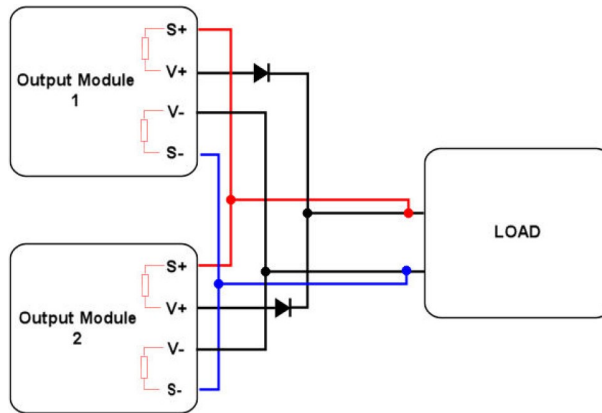 Output Module
1
S+
V+
V-
S-
LOAD
Output Module
2
S+
V+
V-
S-